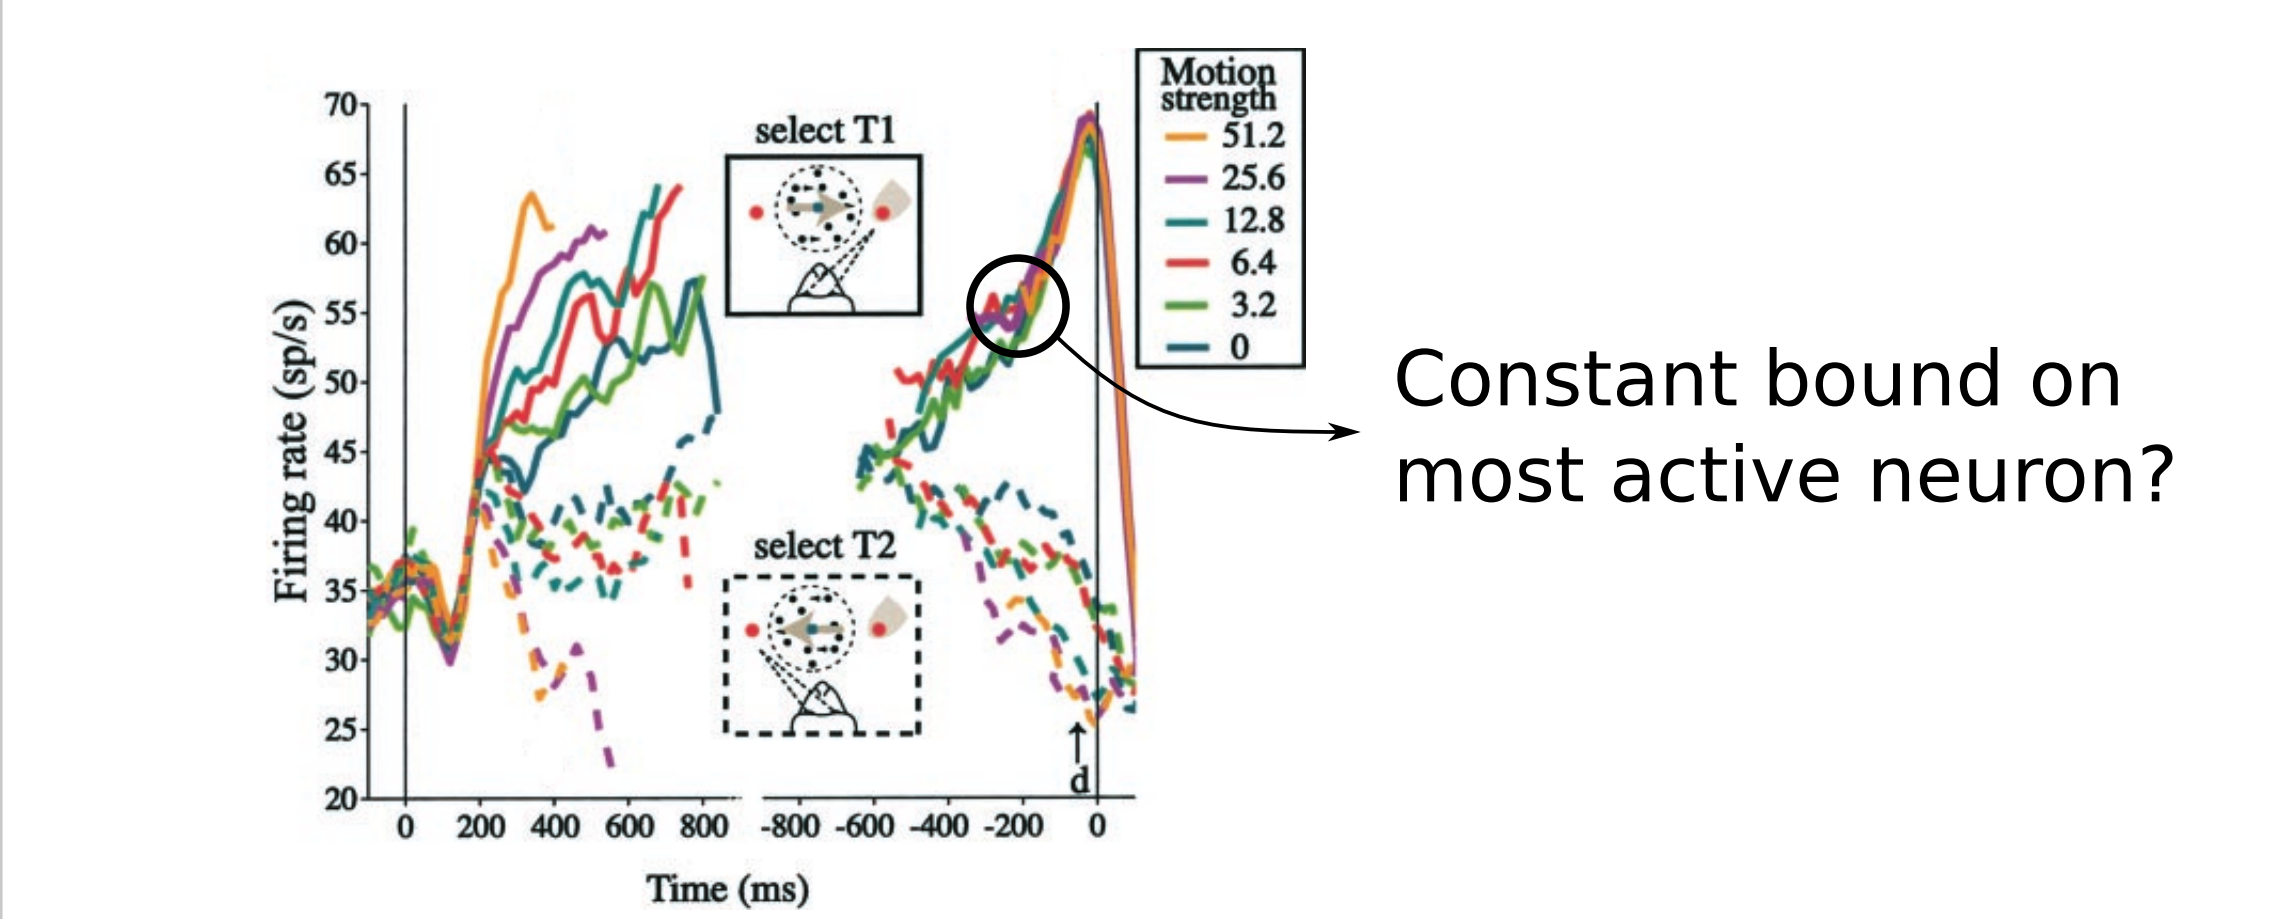 Motion
strength
51.2
25.6
12.8
6.4
3.2
0
select T1
select T2
Firing rate (sp/s)
70
65
60
55
50
45
40
35
30
25
20
0 200 400 600 800 -800 -600 -400 -200 0
d
Time (ms)
Constant bound on
most active neuron?